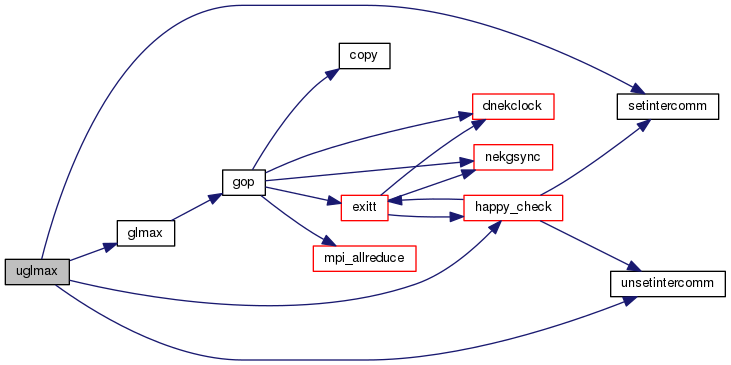 copy
dnekclock
setintercomm
nekgsync
gop
exitt
happy_check
glmax
mpi_allreduce
uglmax
unsetintercomm